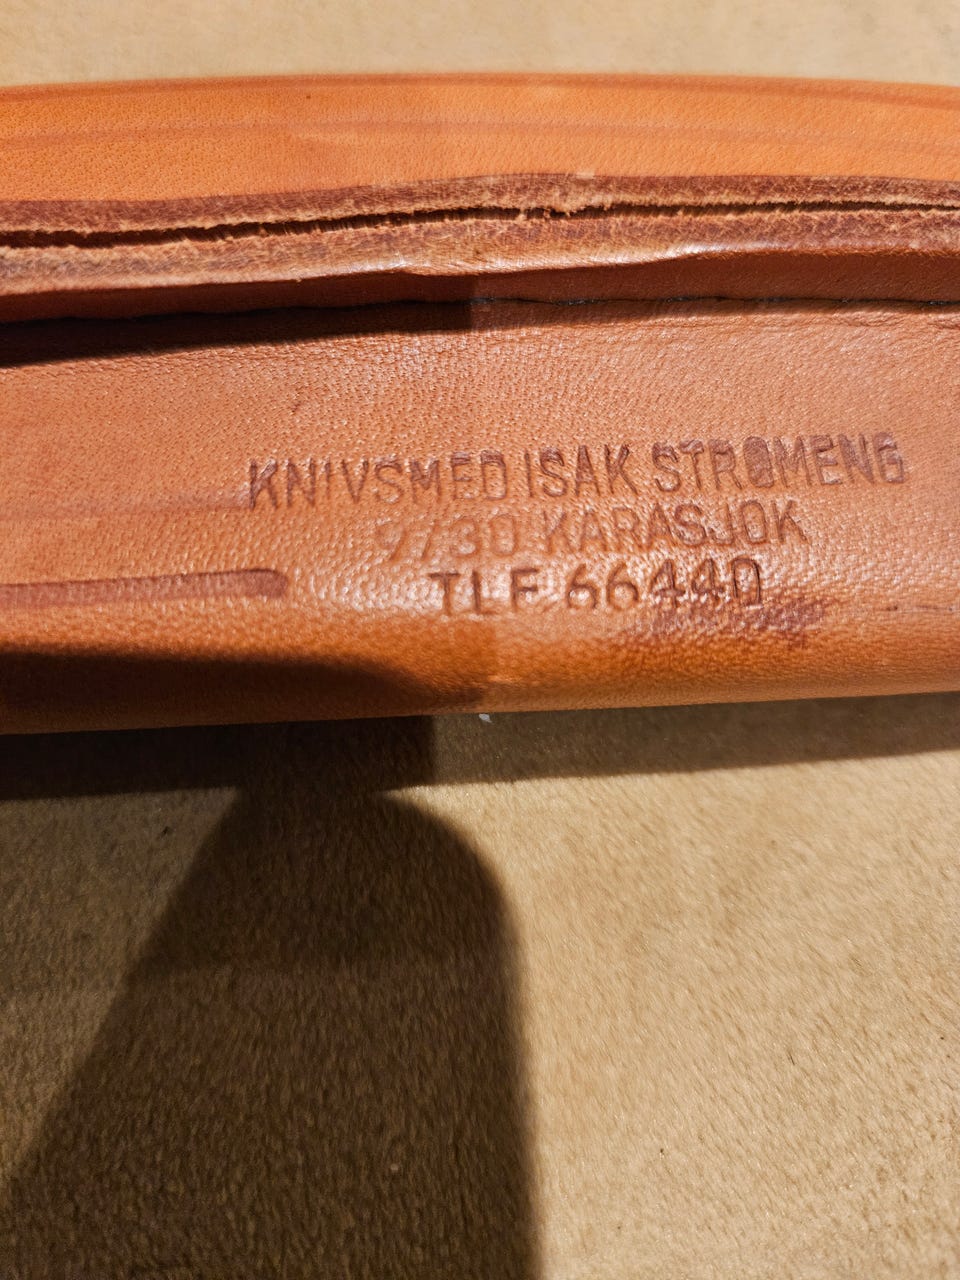 KNIVSMED ISAK STRØMENG
9730 KARASJOK
TLF 66440